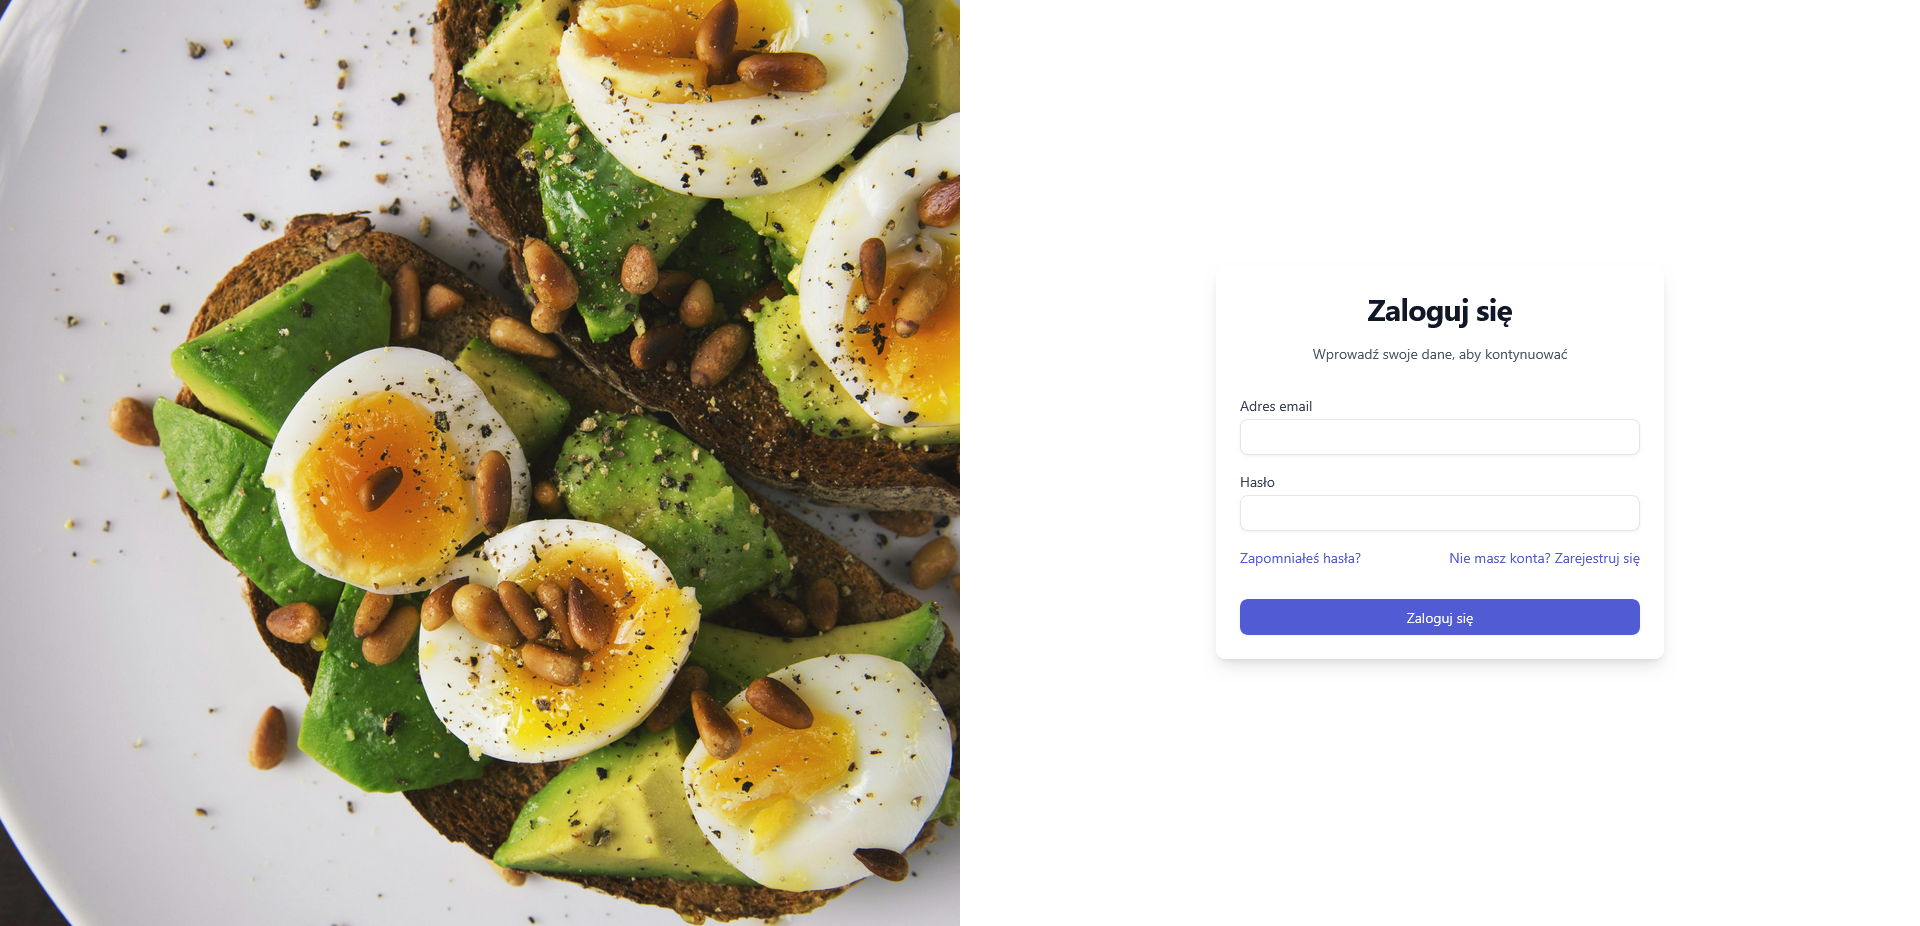 Zaloguj się
Wprowadź swoje dane, aby kontynuować
Adres email
Hasło
Zapomniałeś hasła?
Nie masz konta? Zarejestruj się
Zaloguj się